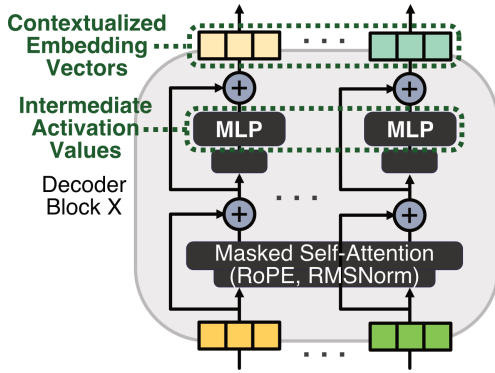 Contextualized
Embedding
Vectors
Intermediate
Activation
Values
MLP
MLP
Decoder
Block X
Masked Self-Attention
(RoPE, RMSNorm)